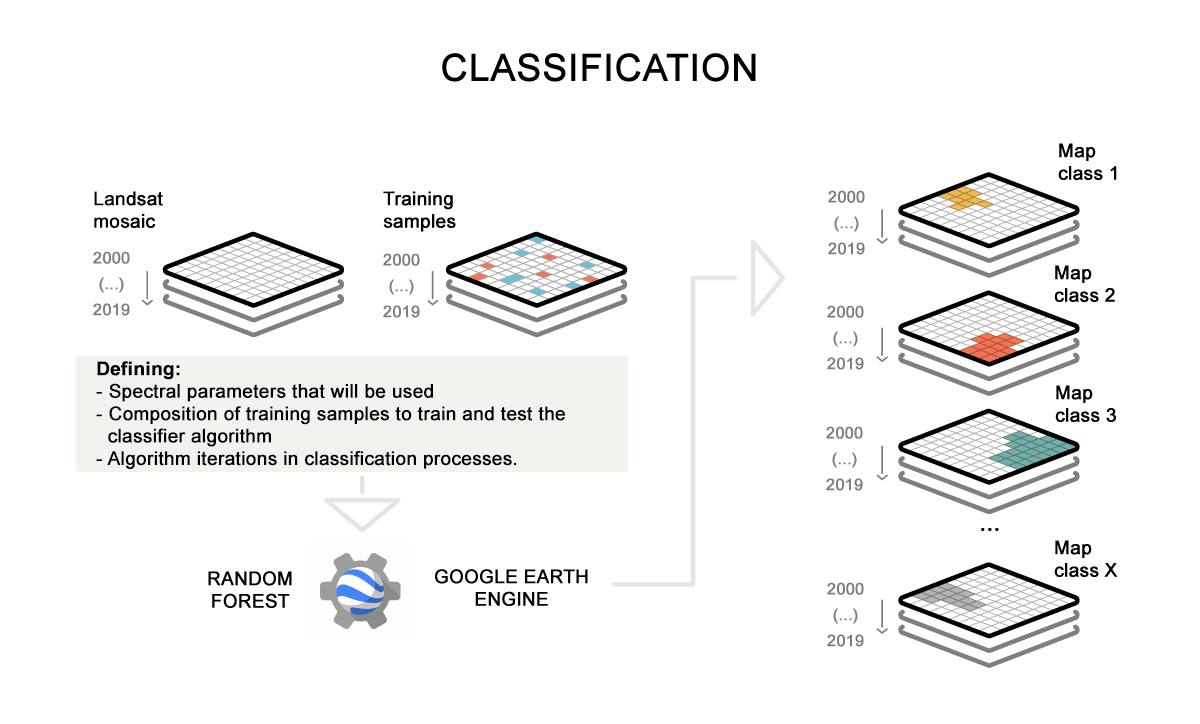 CLASSIFICATION
Landsat
mosaic
2000
(...)
2019
Training
samples
2000
(...)
2019
Defining:
- Spectral parameters that will be used
- Composition of training samples to train and test the
classifier algorithm
- Algorithm iterations in classification processes.
RANDOM
FOREST
GOOGLE EARTH
ENGINE
Map
class 1
2000
(...)
2019
Map
class 2
2000
(...)
2019
Map
class 3
2000
(...)
2019
...
Map
class X
2000
(...)
2019